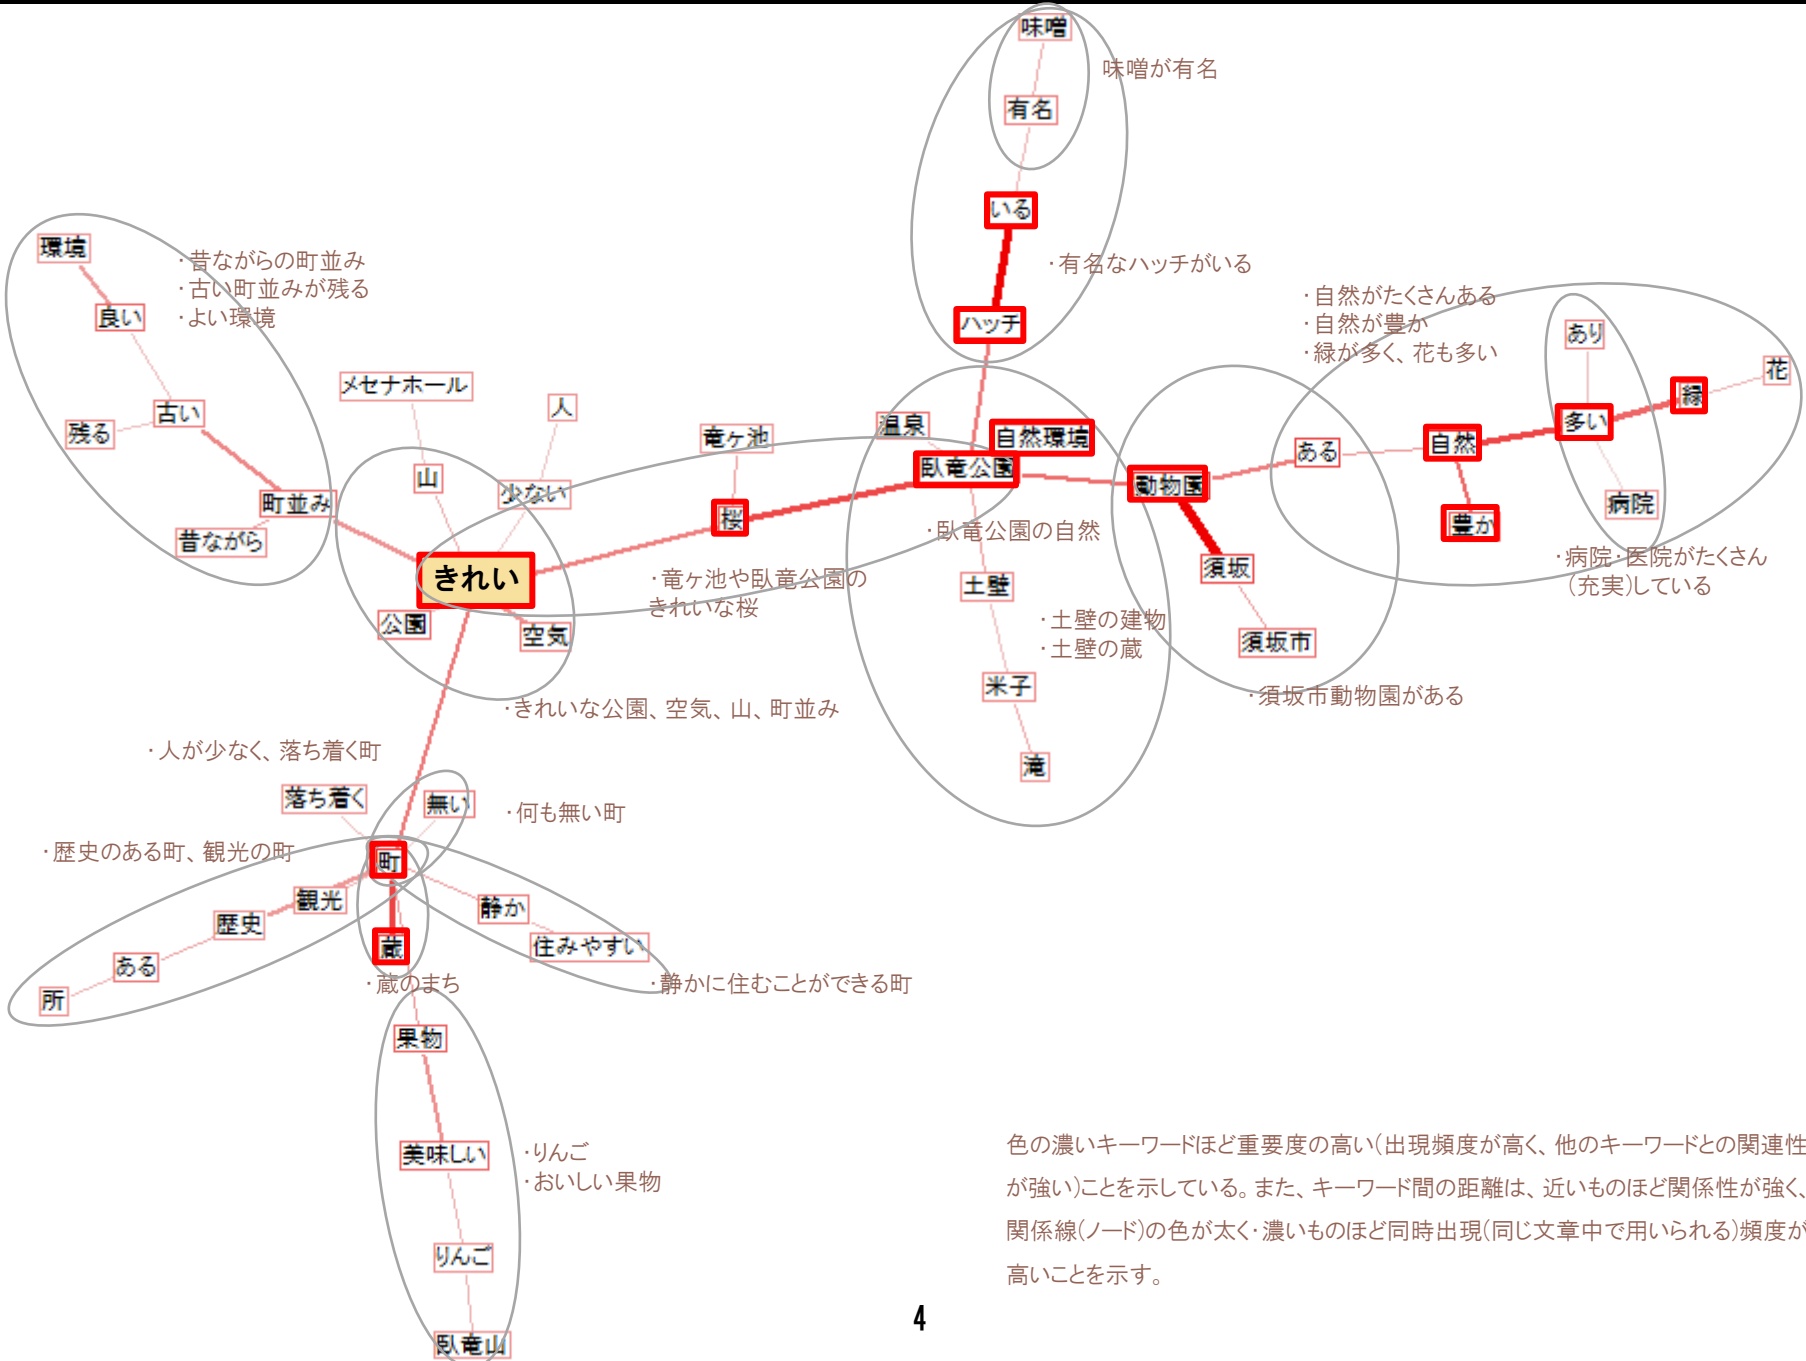 味噌
味噌が有名
有名
いる
・有名なハッチがいる
ハッチ
環境
・昔ながらの町並み
・古い町並みが残る
・よい環境
良い
古い
残る
町並み
昔ながら
メセナホール
人
山
少ない
きれい
公園
空気
・きれいな公園、空気、山、町並み
竜ヶ池
桜
・竜ヶ池や臥竜公園の
きれいな桜
温泉
自然環境
臥竜公園
・臥竜公園の自然
土壁
・土壁の建物
・土壁の蔵
米子
滝
動物園
須坂
須坂市
・須坂市動物園がある
・自然がたくさんある
・自然が豊か
・緑が多く、花も多い
ある
自然
豊か
あり
多い
緑
花
病院
・病院・医院がたくさん
(充実)している
・人が少なく、落ち着く町
落ち着く
無い
・何も無い町
・歴史のある町、観光の町
町
観光
歴史
ある
所
静か
住みやすい
・静かに住むことができる町
蔵
・蔵のまち
果物
美味しい
・りんご
・おいしい果物
りんご
臥竜山
色の濃いキーワードほど重要度の高い(出現頻度が高く、他のキーワードとの関連性
が強い)ことを示している。また、キーワード間の距離は、近いものほど関係性が強く、
関係線(ノード)の色が太く・濃いものほど同時出現(同じ文章中で用いられる)頻度が
高いことを示す。
4